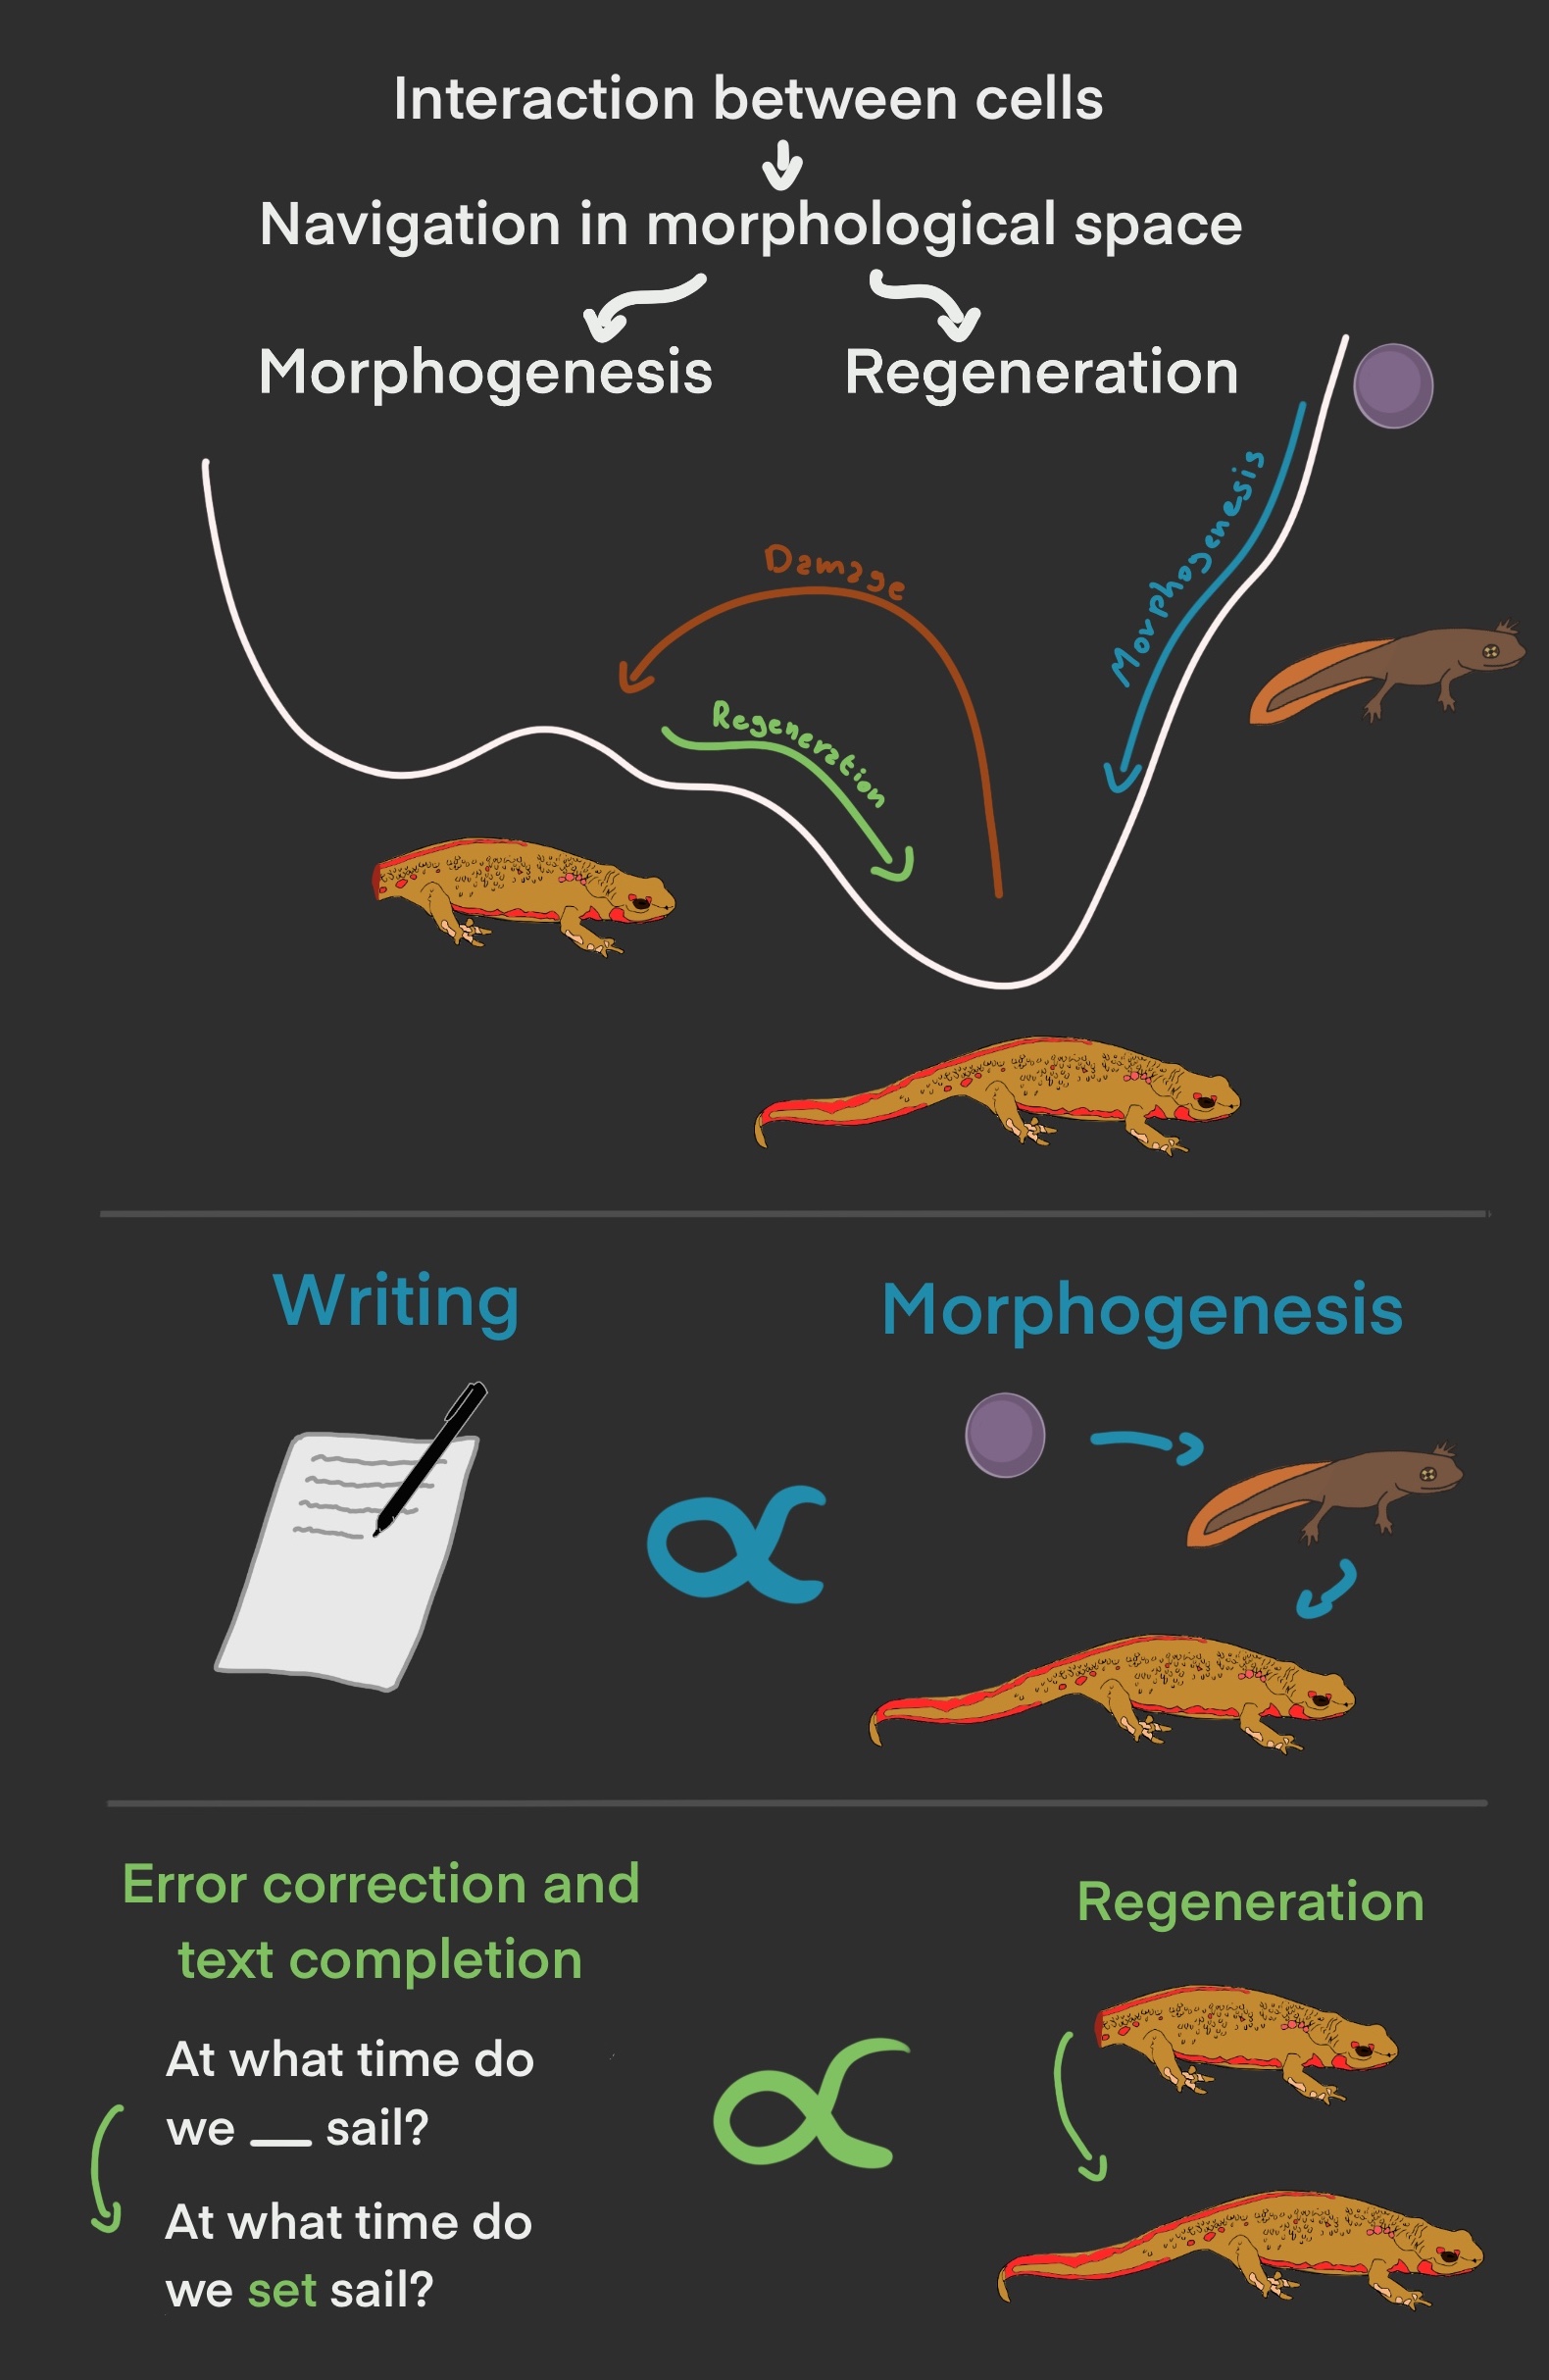 Interaction between cells
Navigation in morphological space
Morphogenesis
Regeneration
Damage
Regeneration
Morphogenesis
Writing
Morphogenesis
∝
Error correction and
text completion
Regeneration
At what time do
we __ sail?
∝
At what time do
we set sail?